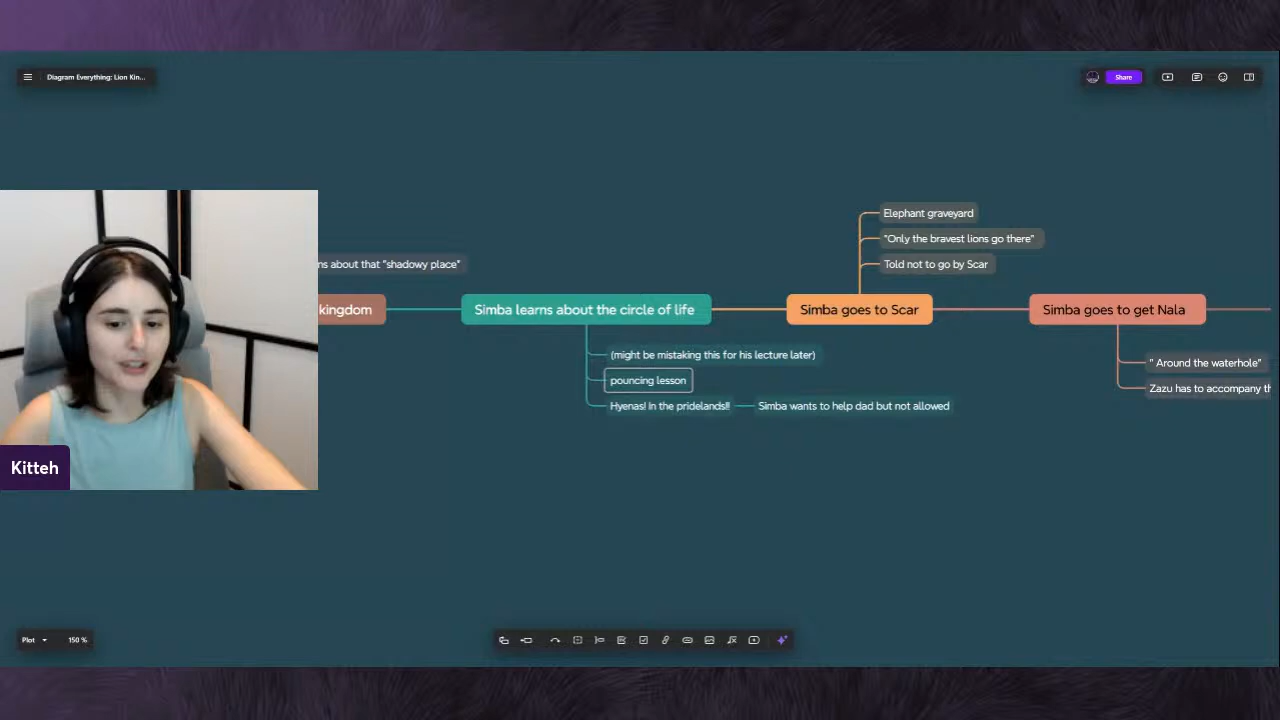 Diagram Everything: Lion Kin...
Share
Elephant graveyard
"Only the bravest lions go there"
Told not to go by Scar
ns about that "shadowy place"
kingdom
Simba learns about the circle of life
Simba goes to Scar
Simba goes to get Nala
(might be mistaking this for his lecture later)
pouncing lesson
Hyenas! In the pridelands!!
Simba wants to help dad but not allowed
" Around the waterhole"
Zazu has to accompany th
Kitteh
Plot
150 %